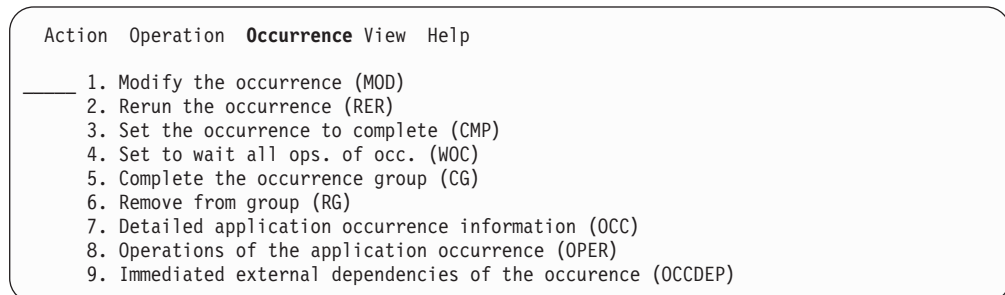 Action Operation Occurrence View Help
_____ 1. Modify the occurrence (MOD)
2. Rerun the occurrence (RER)
3. Set the occurrence to complete (CMP)
4. Set to wait all ops. of occ. (WOC)
5. Complete the occurrence group (CG)
6. Remove from group (RG)
7. Detailed application occurrence information (OCC)
8. Operations of the application occurrence (OPER)
9. Immediated external dependencies of the occurence (OCCDEP)